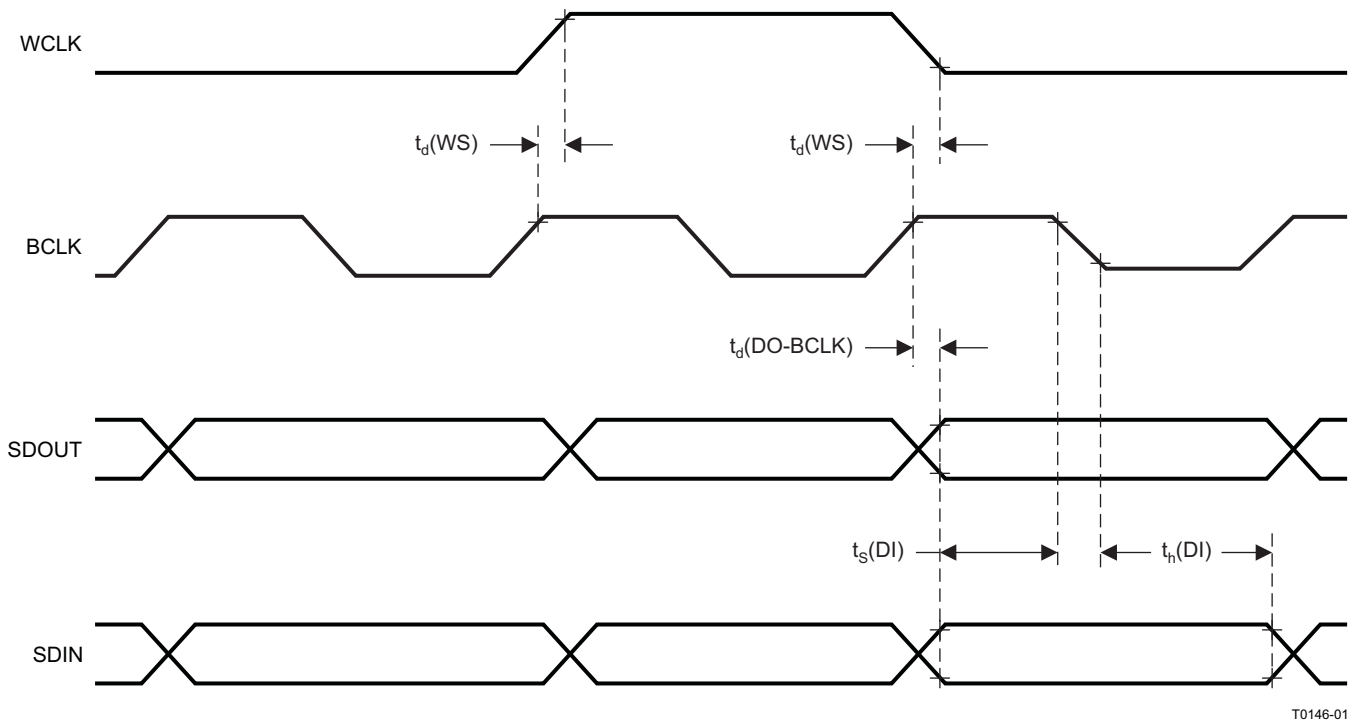 WCLK
td(WS)
td(WS)
BCLK
td(DO-BCLK)
SDOUT
tS(DI)
th(DI)
SDIN
T0146-01